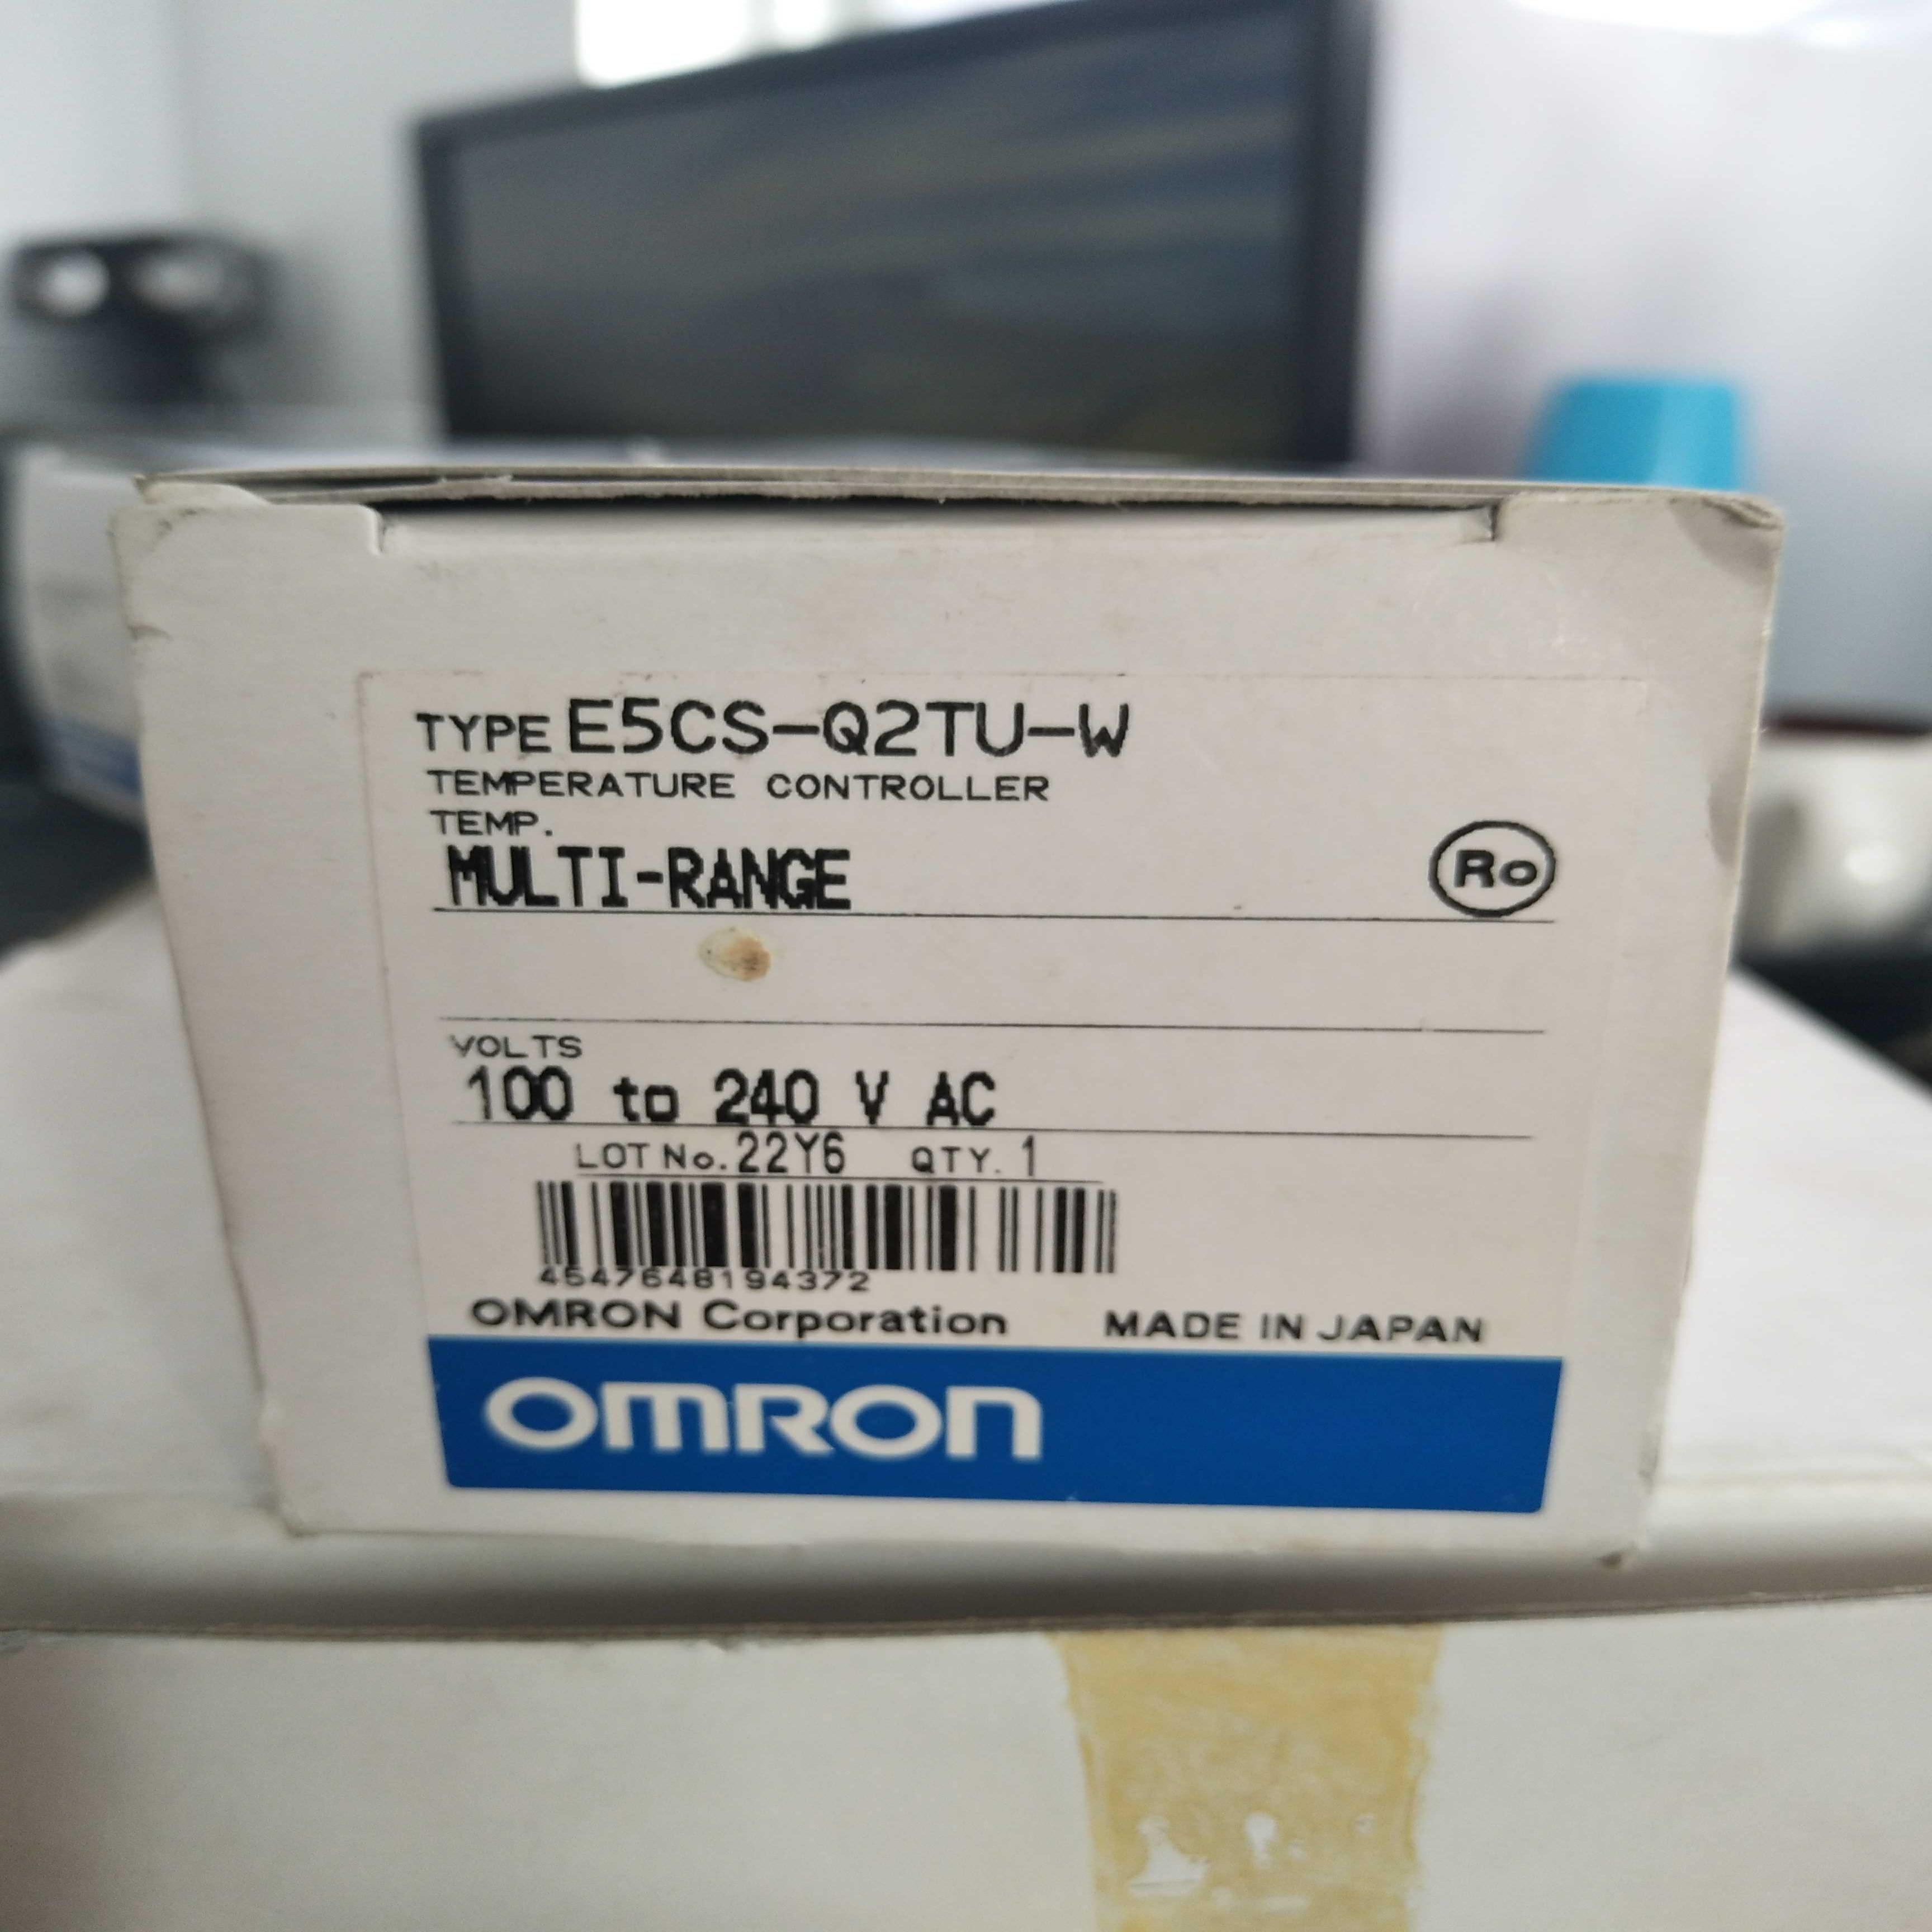 TYPE E5CS-Q2TU-W
TEMPERATURE CONTROLLER
TEMP.
MULTI-RANGE
Ro
VOLTS
100 to 240 V AC
LOT No. 22Y6 QTY. 1
4547648194372
OMRON Corporation MADE IN JAPAN
OMRON